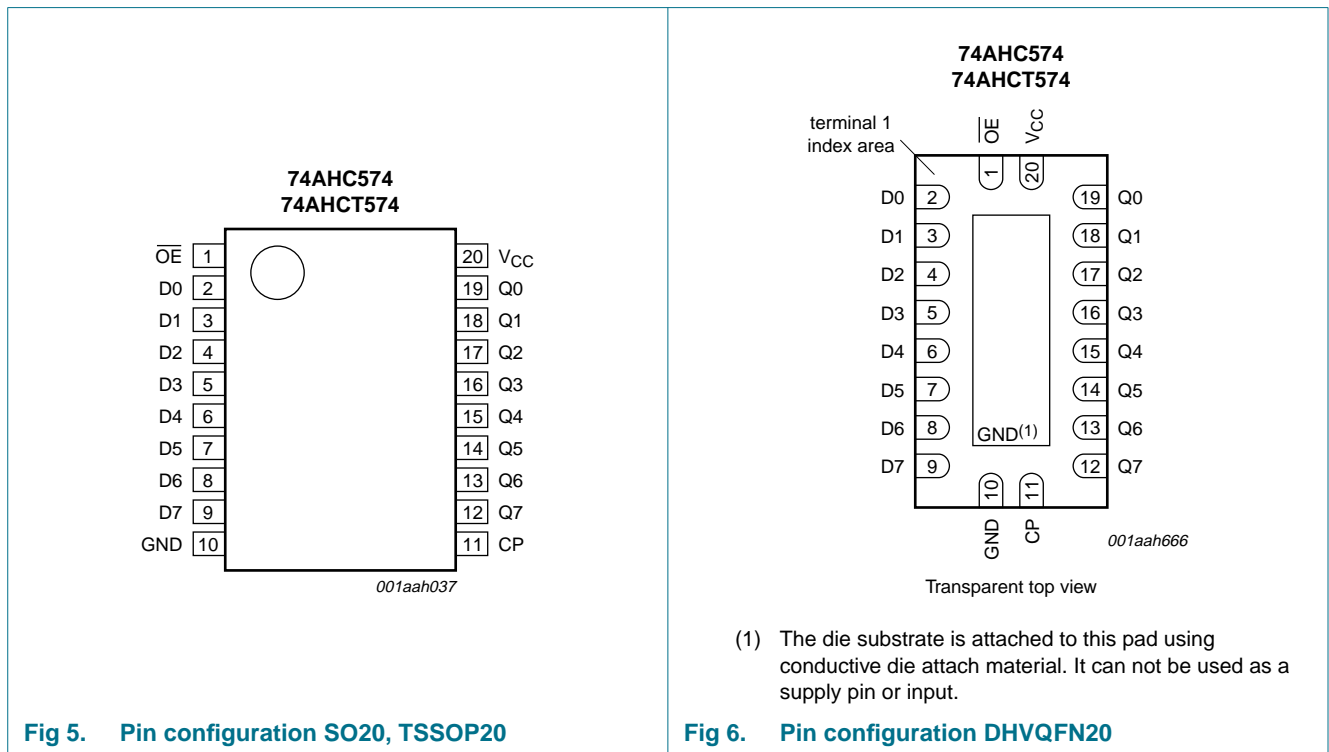 74AHC574
74AHCT574
OE 1 20 VCC
D0 2 19 Q0
D1 3 18 Q1
D2 4 17 Q2
D3 5 16 Q3
D4 6 15 Q4
D5 7 14 Q5
D6 8 13 Q6
D7 9 12 Q7
GND 10 11 CP
001aah037
Fig 5. Pin configuration SO20, TSSOP20
74AHC574
74AHCT574
terminal 1
index area
OE VCC
1 20
D0 2 19 Q0
D1 3 18 Q1
D2 4 17 Q2
D3 5 16 Q3
D4 6 15 Q4
D5 7 14 Q5
D6 8 13 Q6
GND(1)
D7 9 12 Q7
10 11
GND CP
001aah666
Transparent top view
(1) The die substrate is attached to this pad using
conductive die attach material. It can not be used as a
supply pin or input.
Fig 6. Pin configuration DHVQFN20